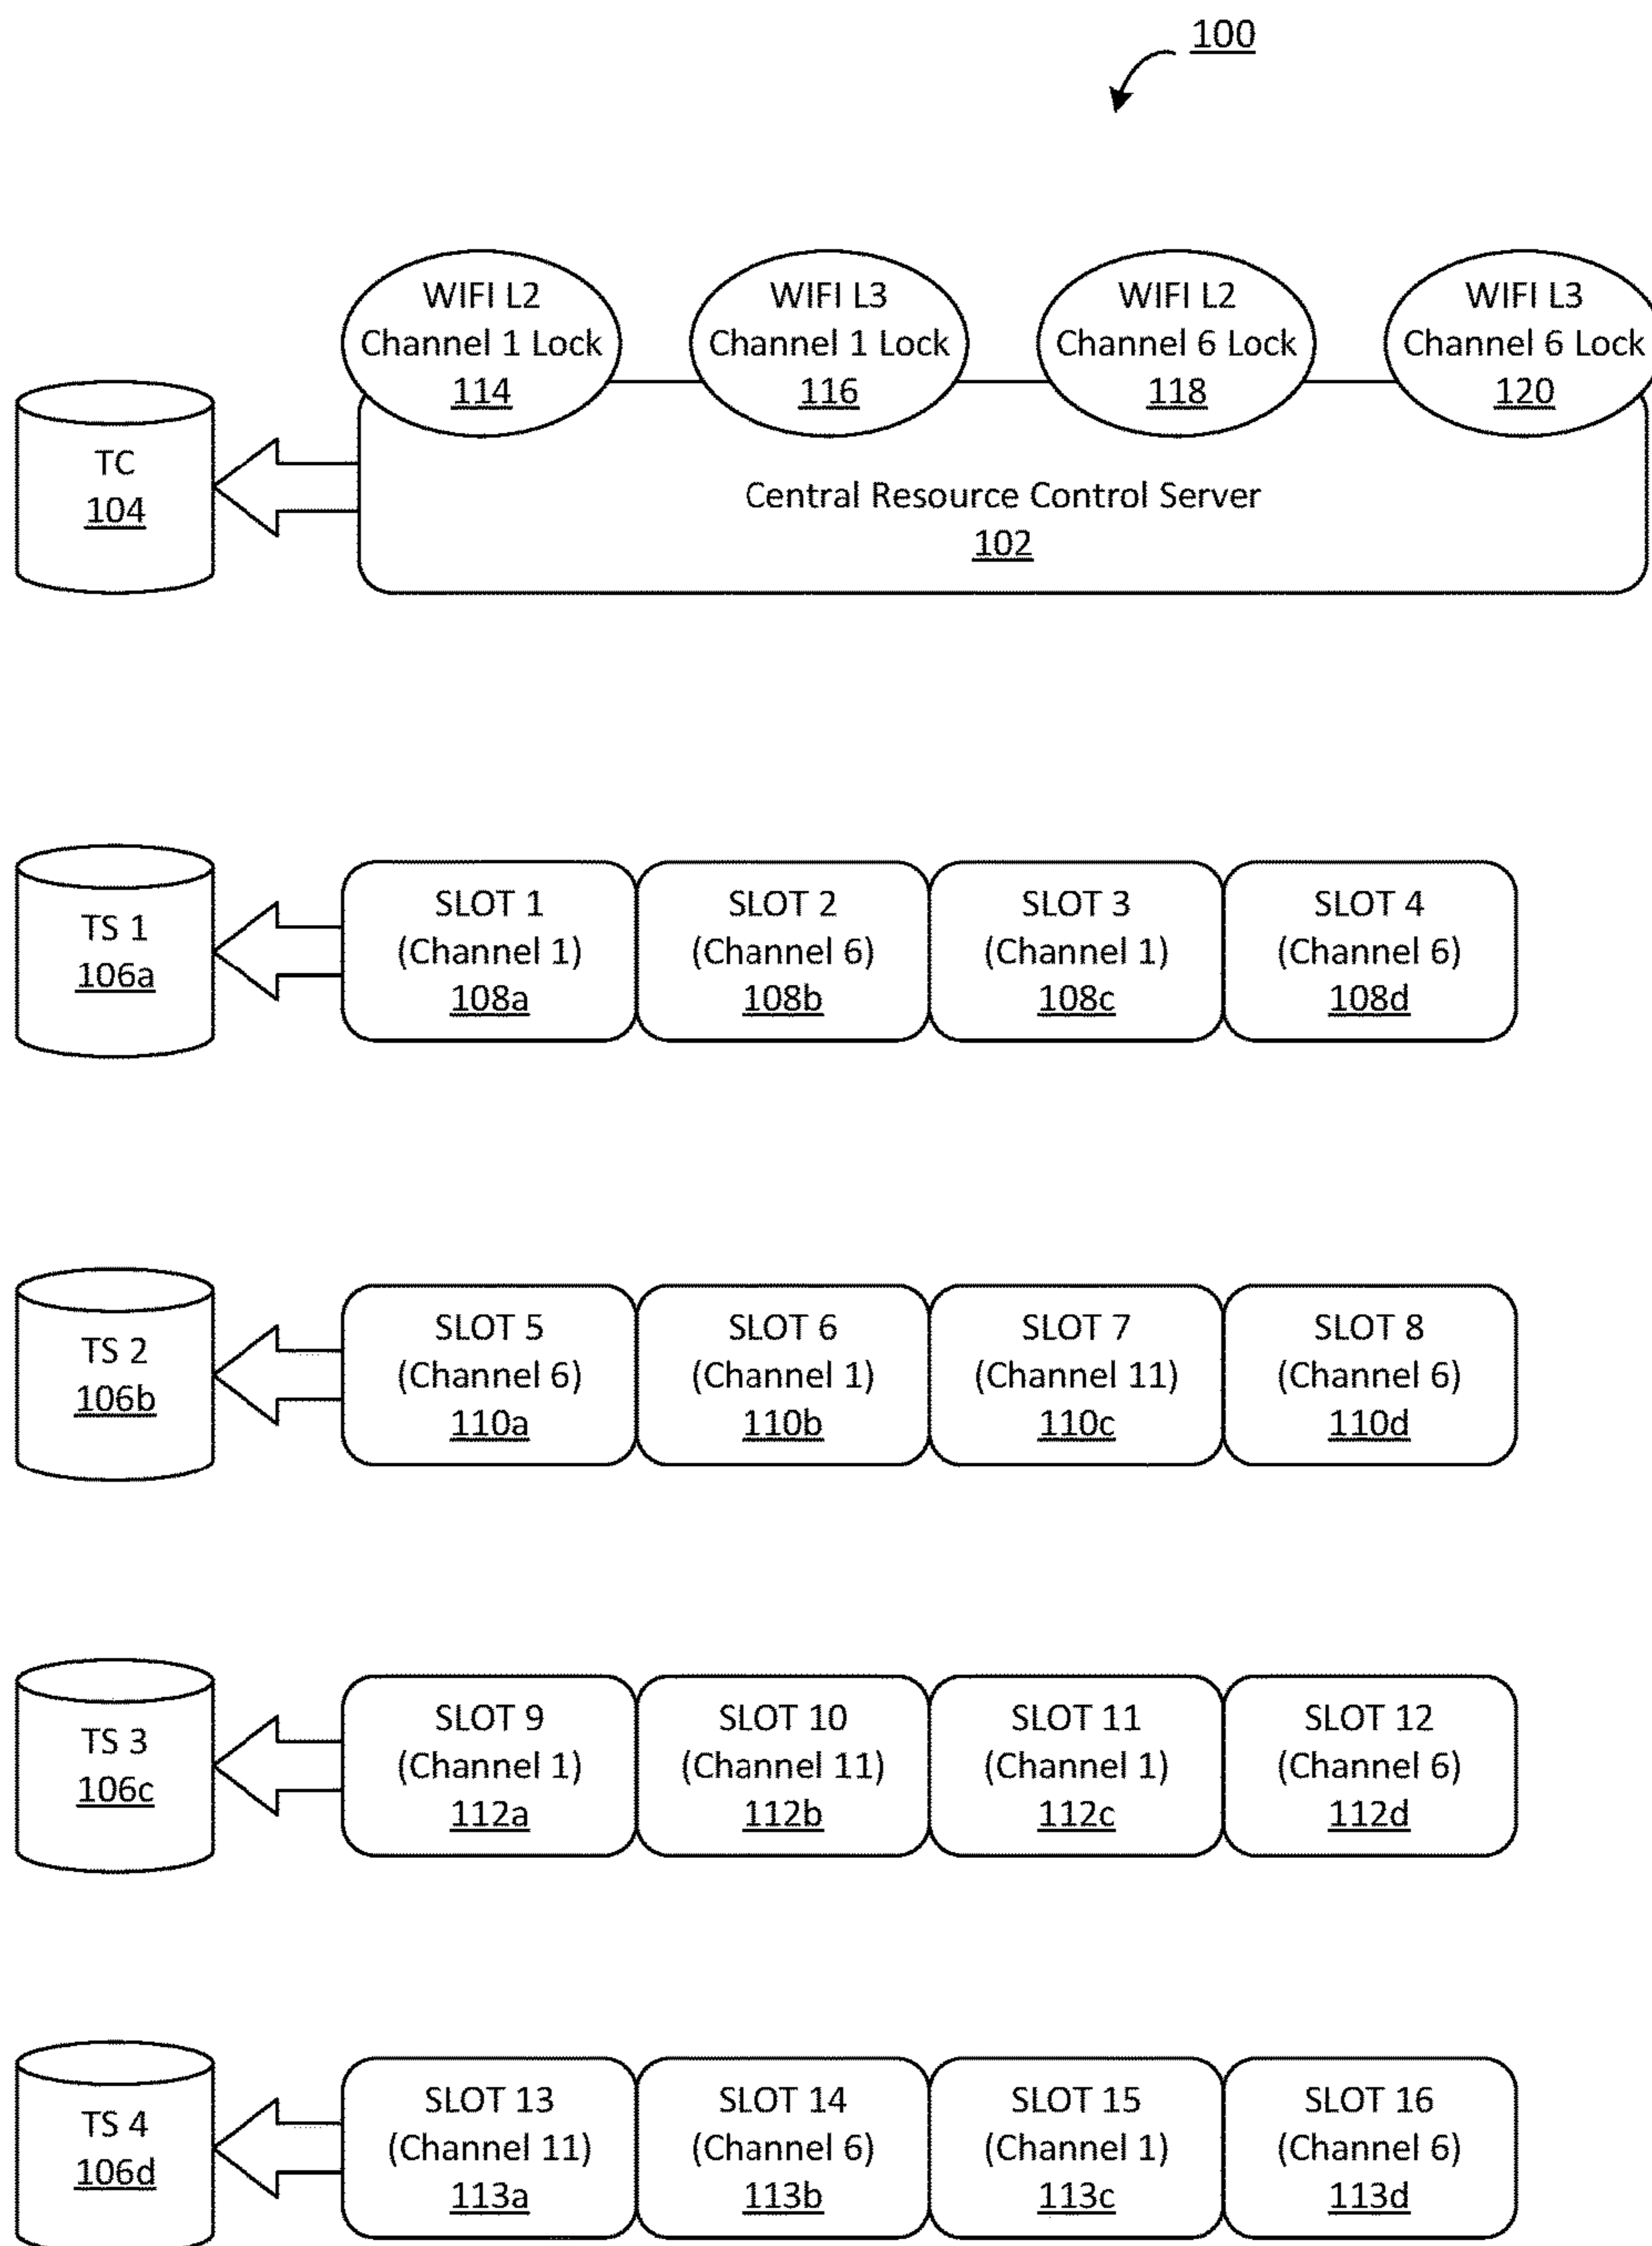 100
WIFI L2
Channel 1 Lock
114
WIFI L3
Channel 1 Lock
116
WIFI L2
Channel 6 Lock
118
WIFI L3
Channel 6 Lock
120
TC
104
Central Resource Control Server
102
TS 1
106a
SLOT 1
(Channel 1)
108a
SLOT 2
(Channel 6)
108b
SLOT 3
(Channel 1)
108c
SLOT 4
(Channel 6)
108d
TS 2
106b
SLOT 5
(Channel 6)
110a
SLOT 6
(Channel 1)
110b
SLOT 7
(Channel 11)
110c
SLOT 8
(Channel 6)
110d
TS 3
106c
SLOT 9
(Channel 1)
112a
SLOT 10
(Channel 11)
112b
SLOT 11
(Channel 1)
112c
SLOT 12
(Channel 6)
112d
TS 4
106d
SLOT 13
(Channel 11)
113a
SLOT 14
(Channel 6)
113b
SLOT 15
(Channel 1)
113c
SLOT 16
(Channel 6)
113d